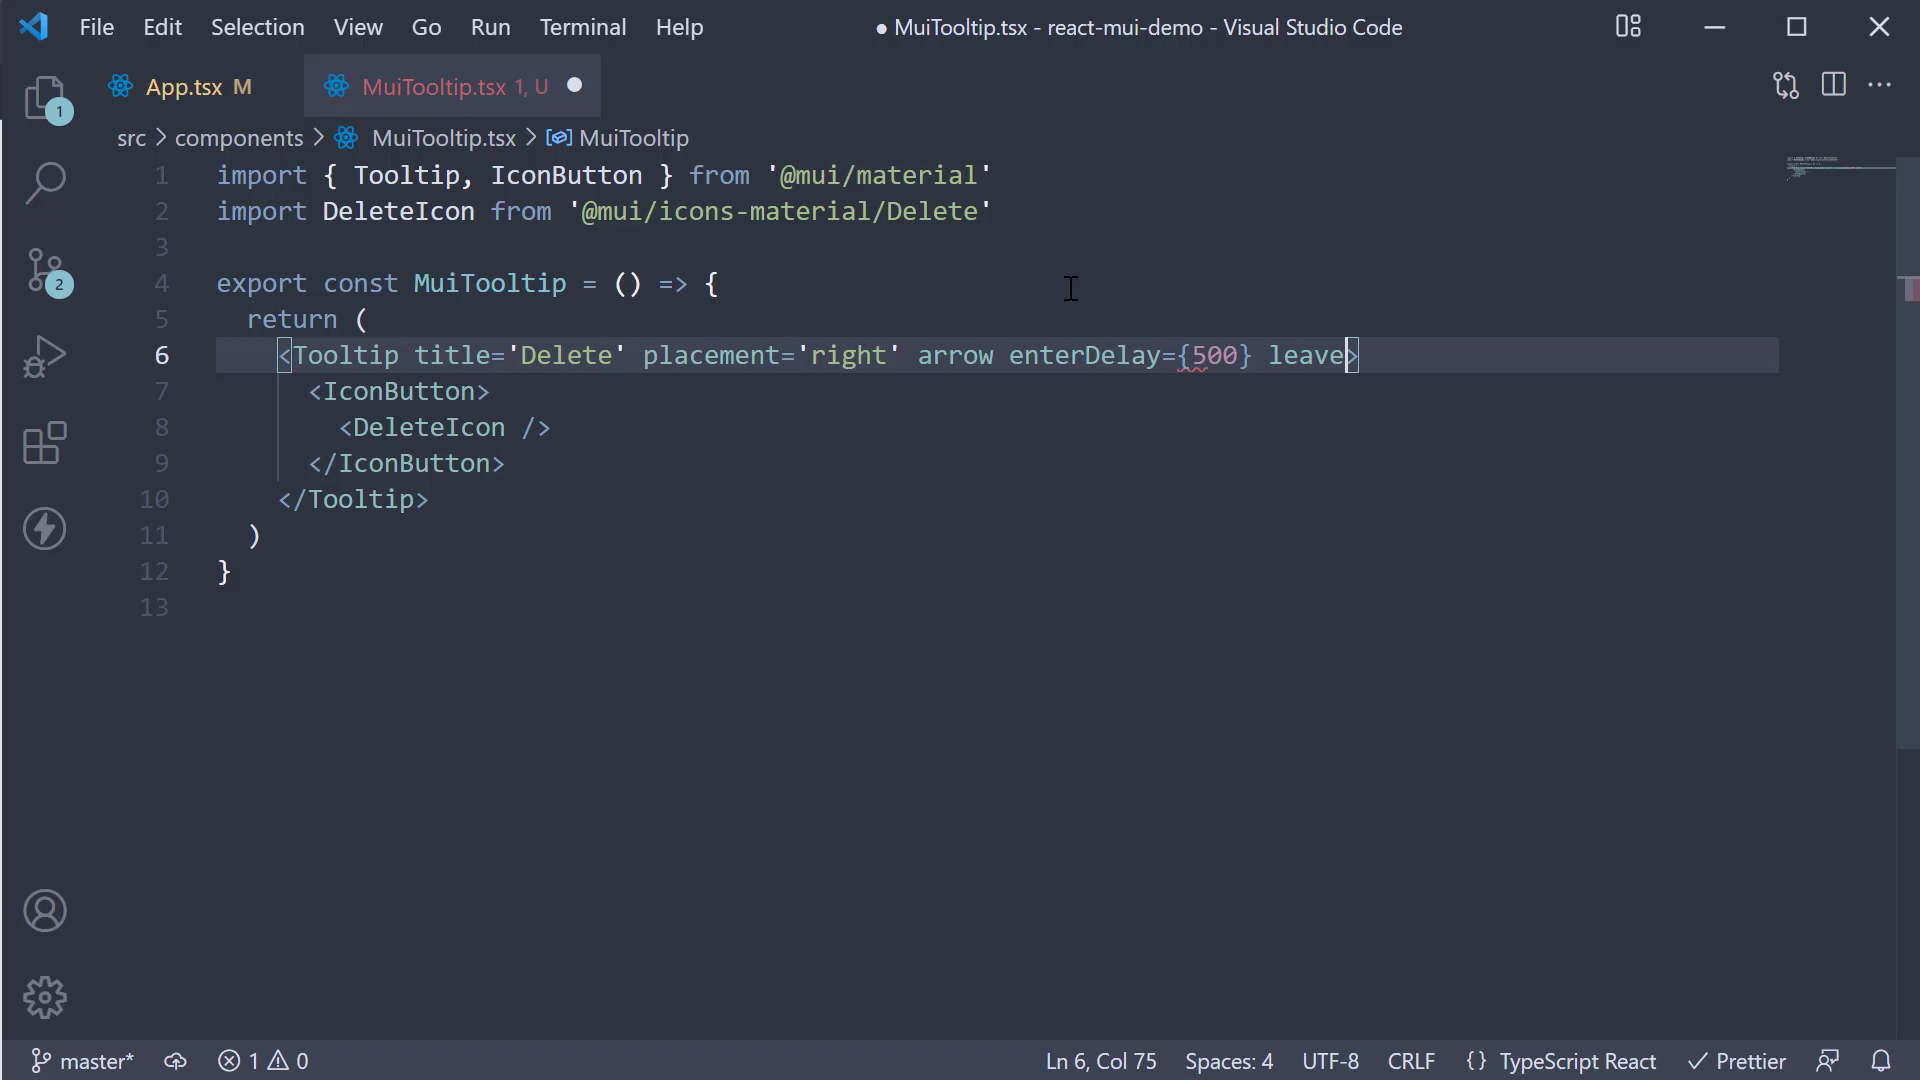 File Edit Selection View Go Run Terminal Help ● MuiTooltip.tsx - react-mui-demo - Visual Studio Code
App.tsx M MuiTooltip.tsx 1, U
src > components > MuiTooltip.tsx > MuiTooltip
1 import { Tooltip, IconButton } from '@mui/material'
2 import DeleteIcon from '@mui/icons-material/Delete'
3
4 export const MuiTooltip = () => {
5 return (
6 <Tooltip title='Delete' placement='right' arrow enterDelay={500} leave>
7 <IconButton>
8 <DeleteIcon />
9 </IconButton>
10 </Tooltip>
11 )
12 }
13
1
2
master* 1 0 Ln 6, Col 75 Spaces: 4 UTF-8 CRLF {} TypeScript React Prettier